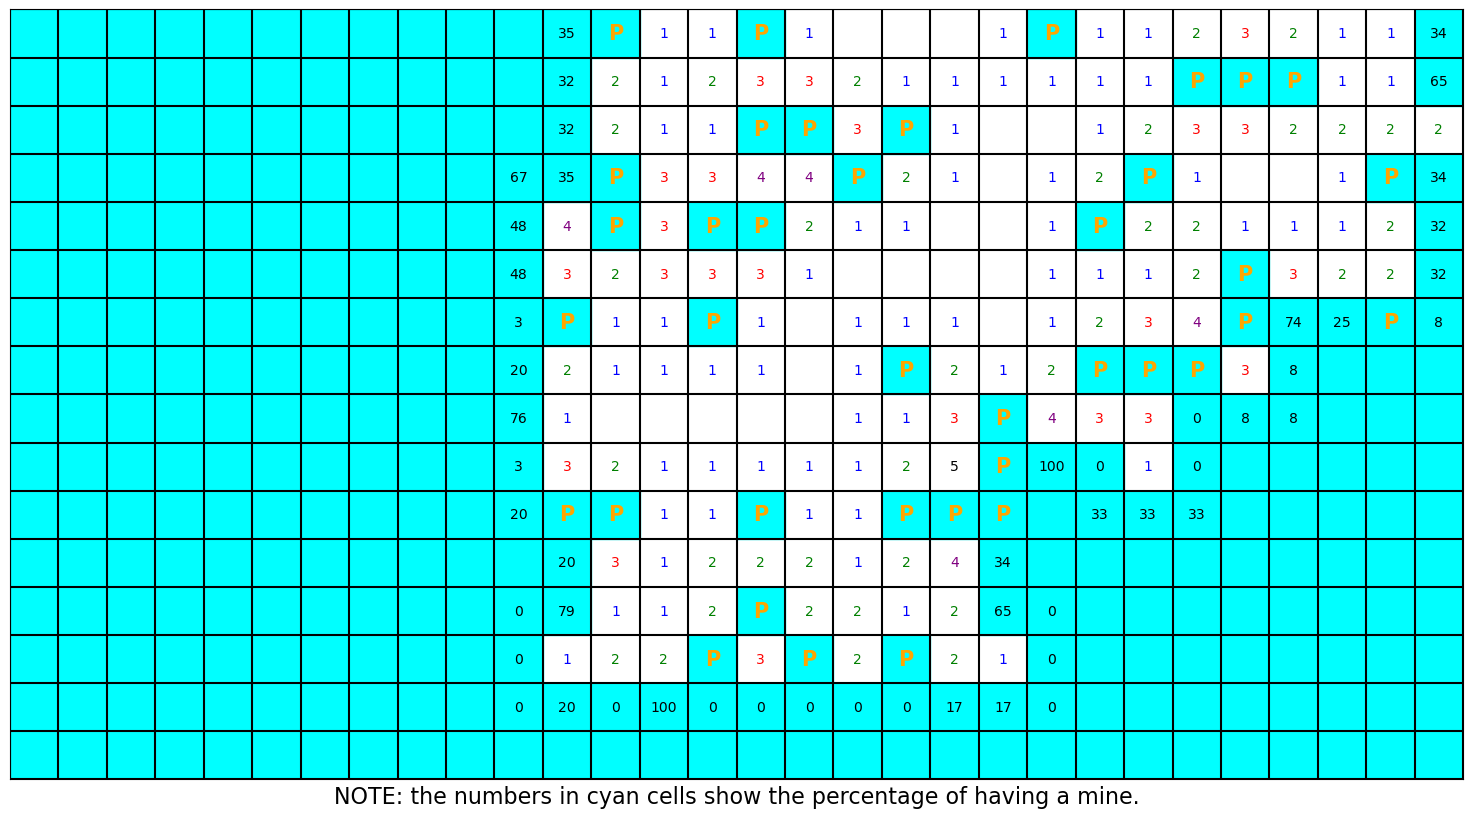 35 P 1 1 P 1 1 P 1 1 2 3 2 1 1 34
32 2 1 2 3 3 2 1 1 1 1 1 1 P P P 1 1 65
32 2 1 1 P P 3 P 1 1 2 3 3 2 2 2 2
67 35 P 3 3 4 4 P 2 1 1 2 P 1 1 P 34
48 4 P 3 P P 2 1 1 1 P 2 2 1 1 1 2 32
48 3 2 3 3 3 1 1 1 1 2 P 3 2 2 32
3 P 1 1 P 1 1 1 1 1 2 3 4 P 74 25 P 8
20 2 1 1 1 1 1 P 2 1 2 P P P 3 8
76 1 1 1 3 P 4 3 3 0 8 8
3 3 2 1 1 1 1 1 2 5 P 100 0 1 0
20 P P 1 1 P 1 1 P P P 33 33 33
20 3 1 2 2 2 1 2 4 34
0 79 1 1 2 P 2 2 1 2 65 0
0 1 2 2 P 3 P 2 P 2 1 0
0 20 0 100 0 0 0 0 0 17 17 0
NOTE: the numbers in cyan cells show the percentage of having a mine.